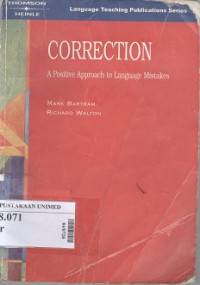 THOMSON
HEINLE
Language Teaching Publications Series
CORRECTION
A Positive Approach to Language Mistakes
MARK BARTRAM
RICHARD WALTON
PUSTAKAAN UNIMED
8.071
r